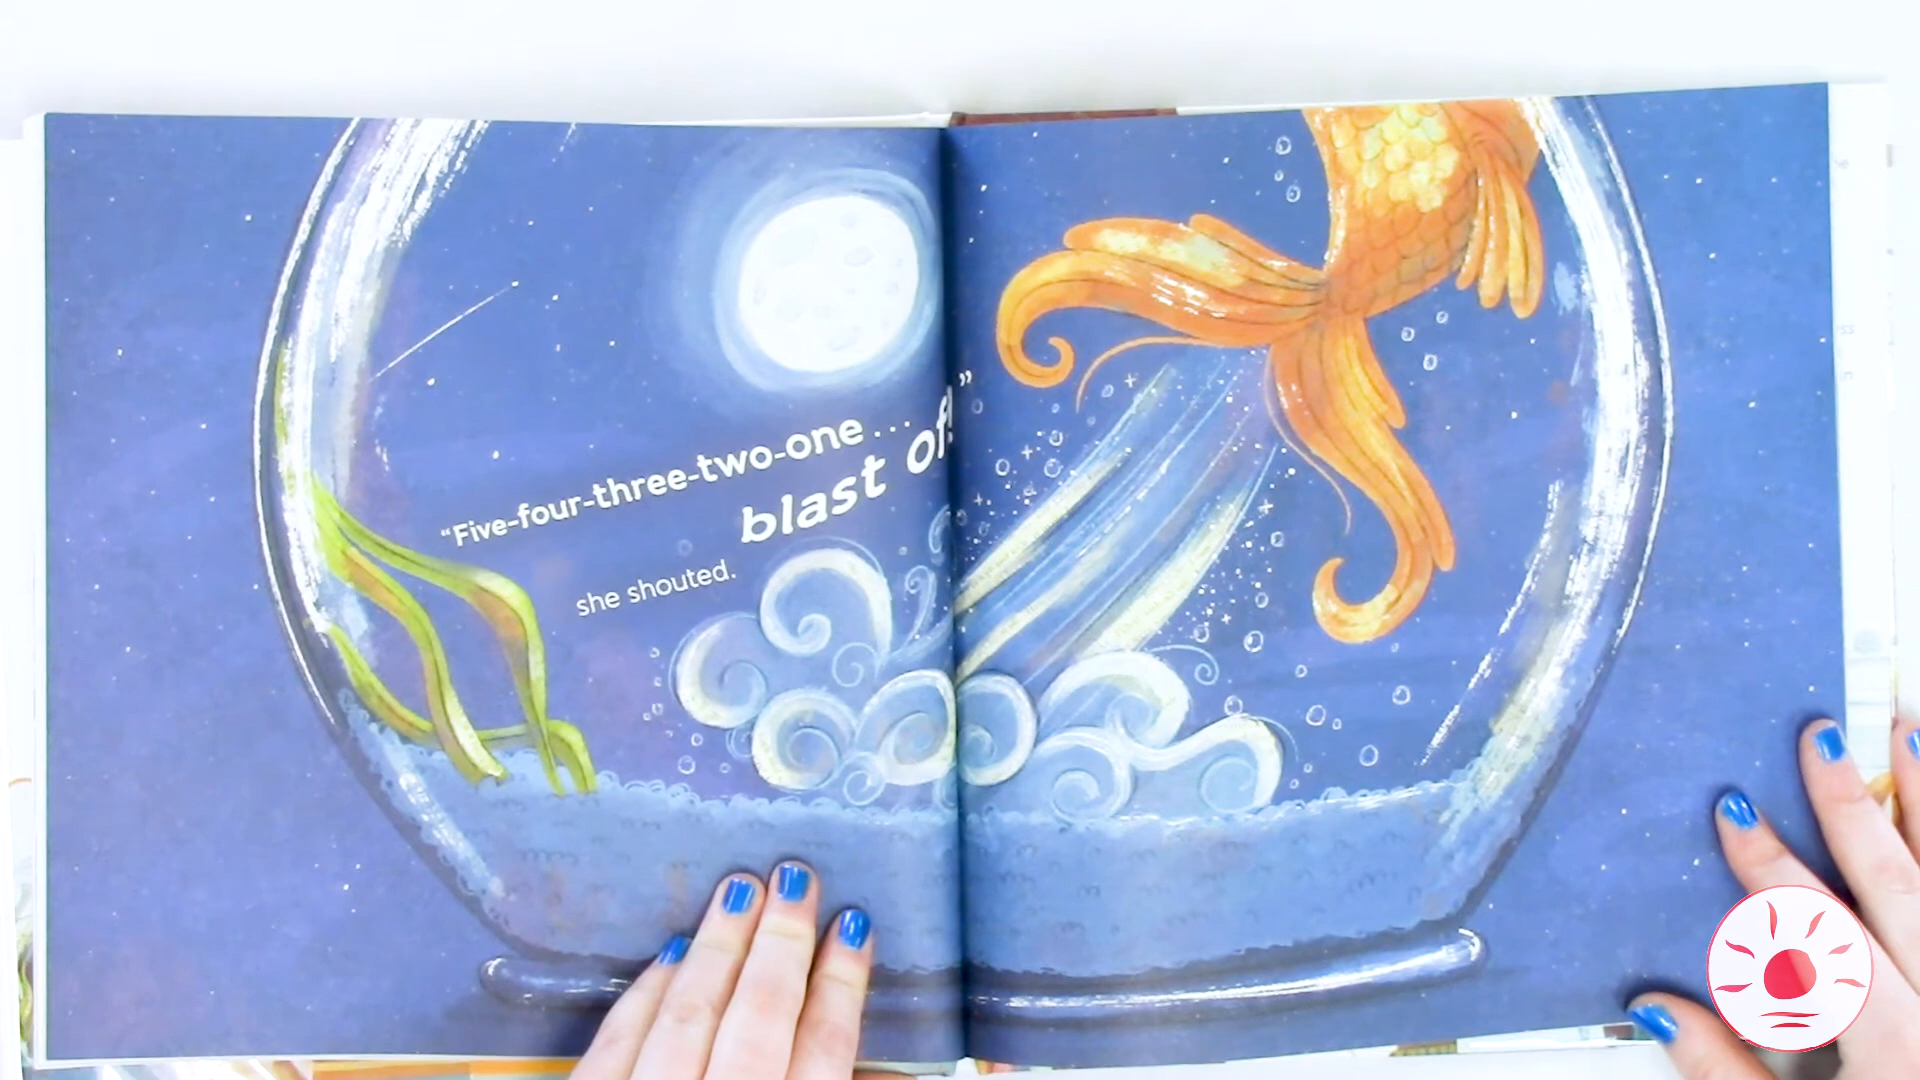 “Five-four-three-two-one . . .
blast off!”
she shouted.